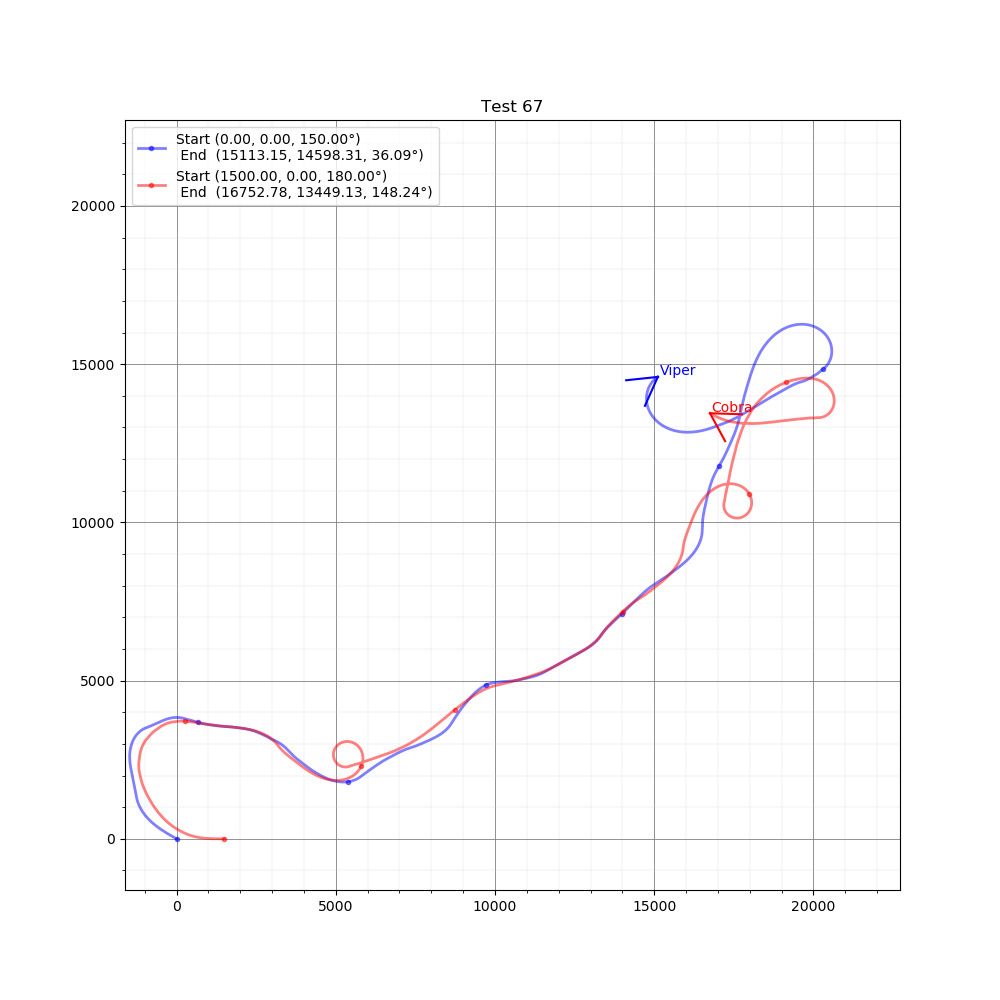 Test 67
Start (0.00, 0.00, 150.00°)
End  (15113.15, 14598.31, 36.09°)
Start (1500.00, 0.00, 180.00°)
End  (16752.78, 13449.13, 148.24°)
20000
15000
10000
5000
0
Viper
Cobra
0 5000 10000 15000 20000